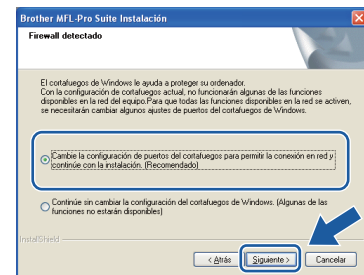 Brother MFL-Pro Suite Instalación
Firewall detectado
El cortafuegos de Windows le ayuda a proteger su ordenador.
Con la configuración de cortafuegos actual, no funcionarán algunas de las funciones
disponibles en la red del equipo.Para que todas las funciones disponibles en la red se activen,
se necesitarán cambiar algunos ajustes de puertos del cortafuegos de Windows.
Cambie la configuración de puertos del cortafuegos para permitir la conexión en red y
continúe con la instalación. (Recomendado)
Continúe sin cambiar la configuración del cortafuegos de Windows. (Algunas de las
funciones no estarán disponibles)
InstallShield
< Atrás
Siguiente >
Cancelar